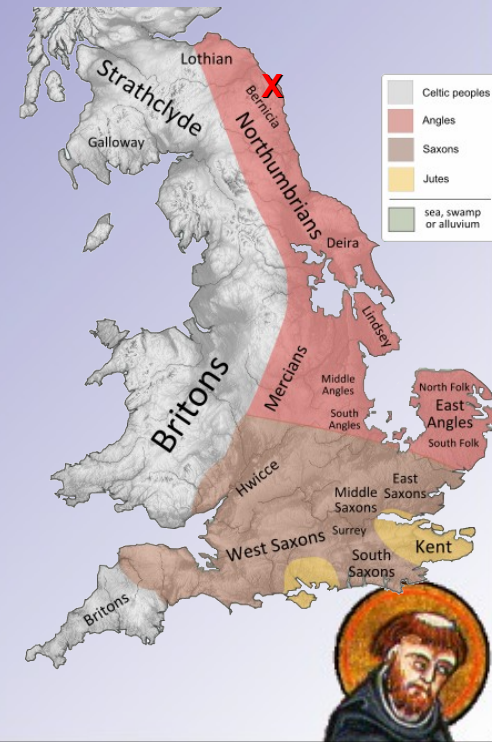 Lothian
X
Strathclyde
Bernicia
Galloway
Northumbrians
Deira
Lindsey
Britons
Mercians
Middle
Angles
South
Angles
North Folk
East
Angles
South Folk
Hwicce
East
Saxons
Middle
Saxons
Surrey
West Saxons
Kent
South
Saxons
Britons
Celtic peoples
Angles
Saxons
Jutes
sea, swamp
or alluvium